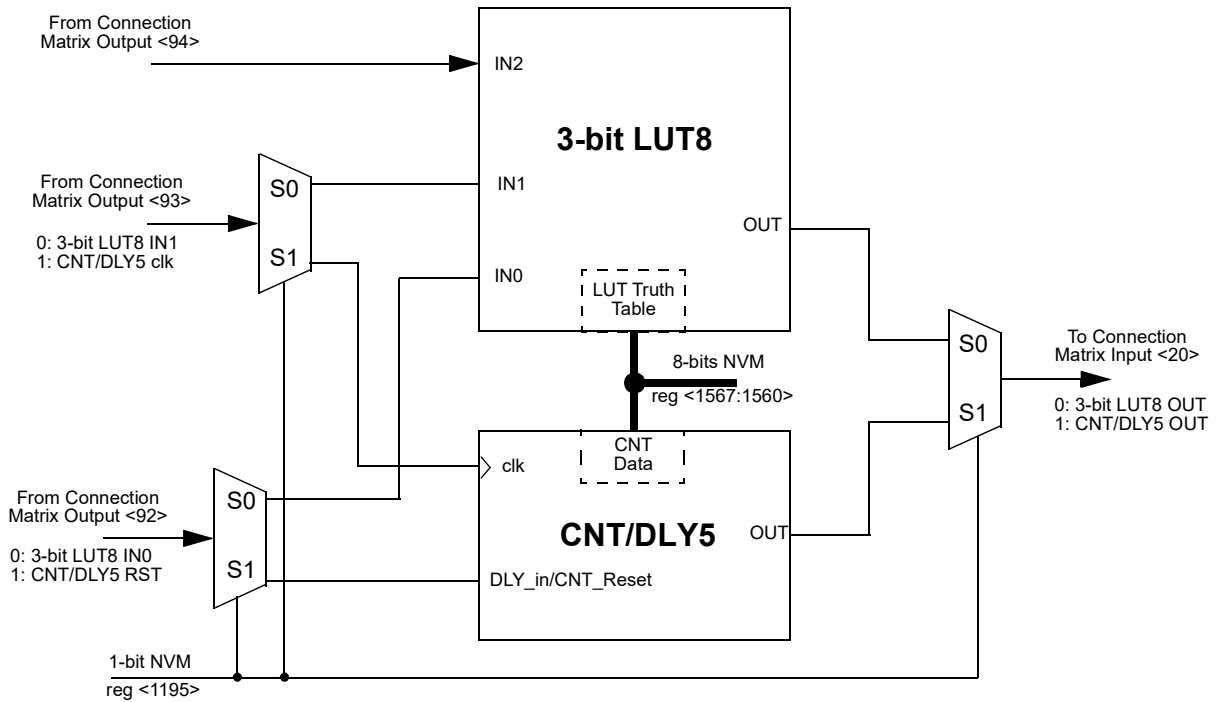 From Connection
Matrix Output <94>
IN2
3-bit LUT8
From Connection
Matrix Output <93>
0: 3-bit LUT8 IN1
1: CNT/DLY5 clk
S0
S1
IN1
IN0
OUT
LUT Truth
Table
8-bits NVM
reg <1567:1560>
S0
S1
To Connection
Matrix Input <20>
0: 3-bit LUT8 OUT
1: CNT/DLY5 OUT
CNT
Data
clk
CNT/DLY5
OUT
DLY_in/CNT_Reset
From Connection
Matrix Output <92>
0: 3-bit LUT8 IN0
1: CNT/DLY5 RST
S0
S1
1-bit NVM
reg <1195>